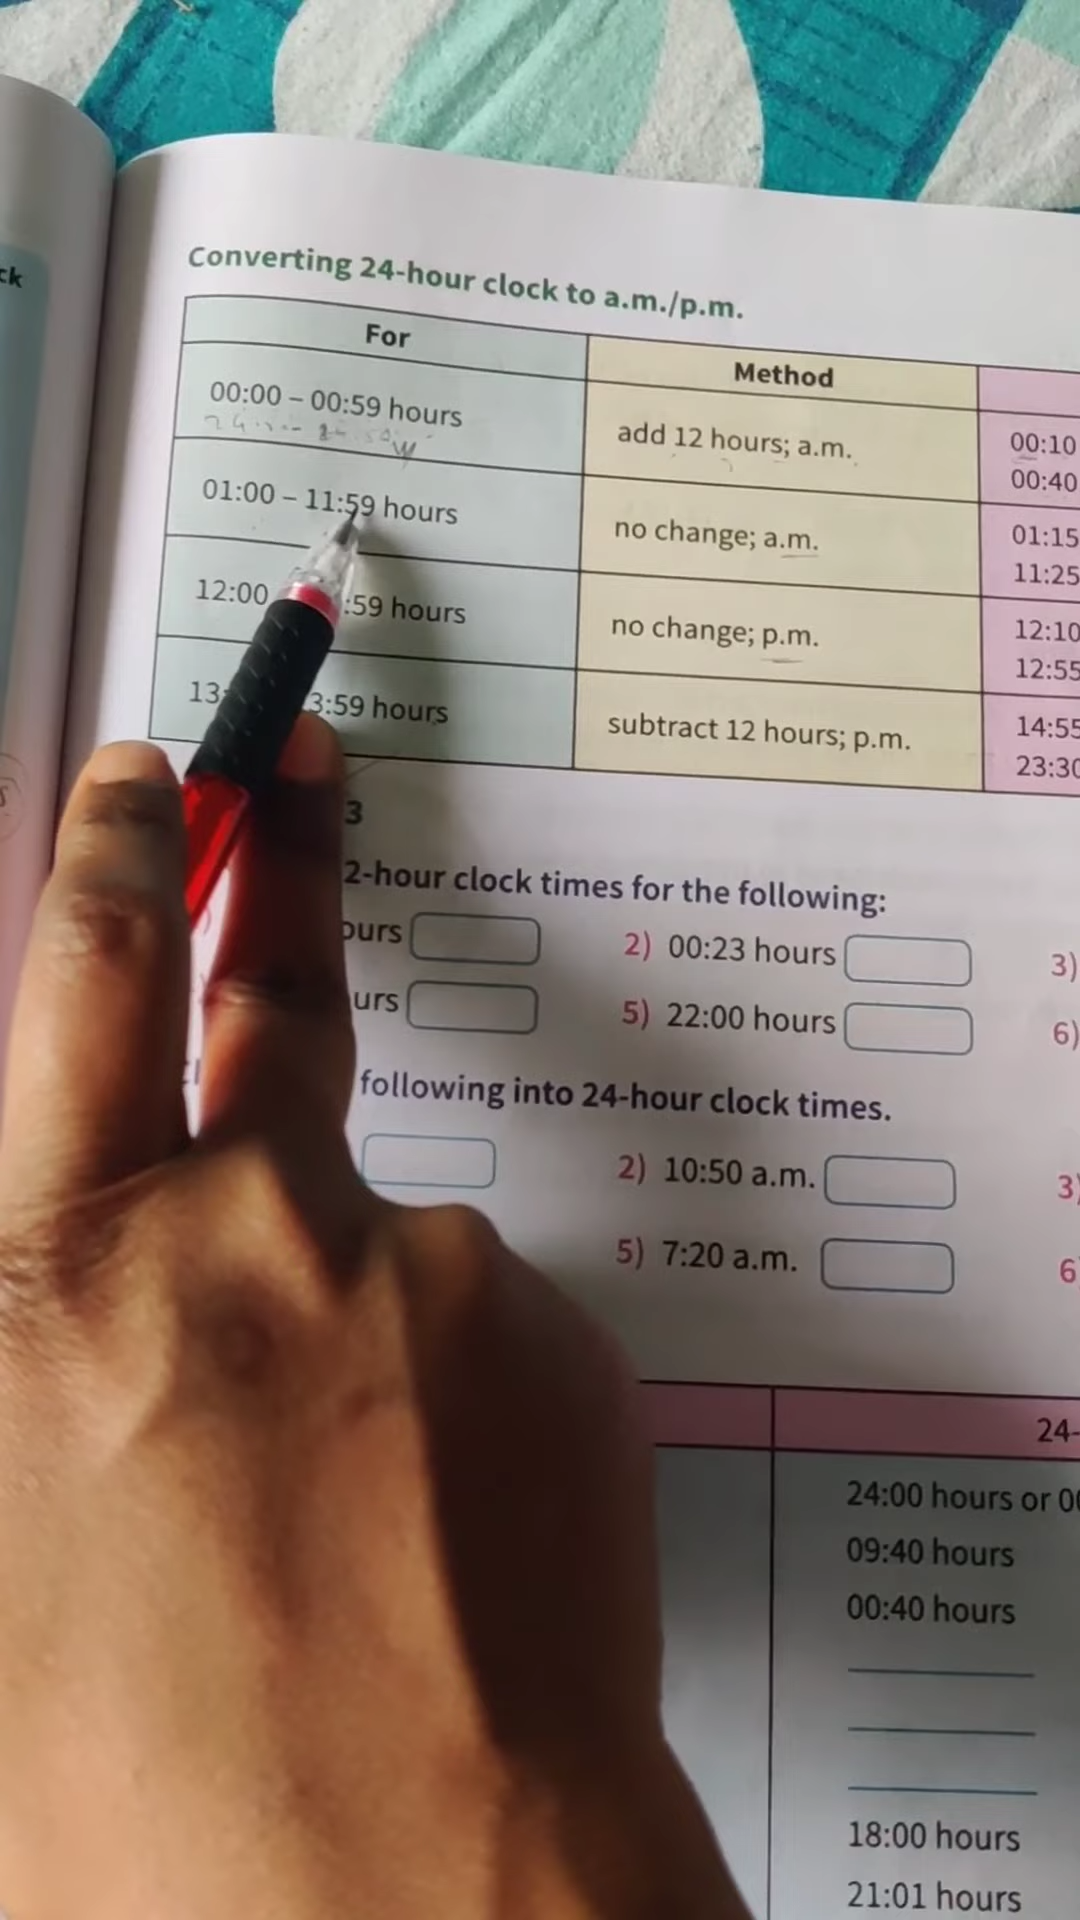 ck
Converting 24-hour clock to a.m./p.m.
For
Method
00:00 – 00:59 hours
add 12 hours; a.m.
00:10
00:40
01:00 – 11:59 hours
no change; a.m.
01:15
11:25
12:00 :59 hours
no change; p.m.
12:10
12:55
13: 3:59 hours
subtract 12 hours; p.m.
14:55
23:30
3
2-hour clock times for the following:
ours
2) 00:23 hours
3)
urs
5) 22:00 hours
6)
following into 24-hour clock times.
2) 10:50 a.m.
3)
5) 7:20 a.m.
6
24-
24:00 hours or 00
09:40 hours
00:40 hours
18:00 hours
21:01 hours